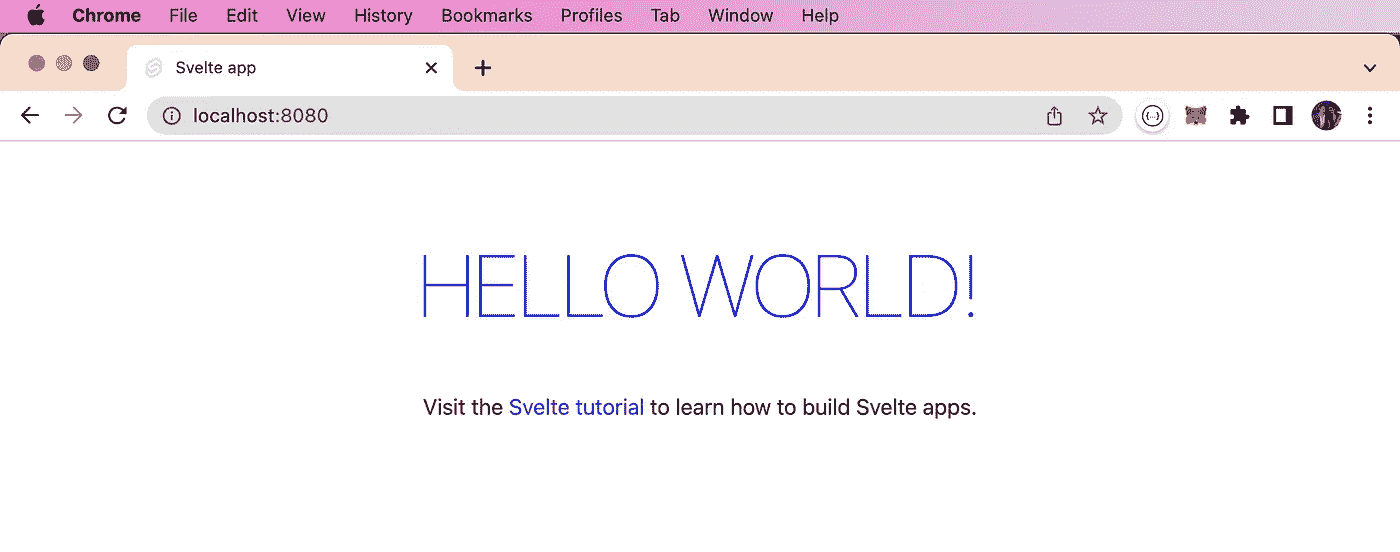 Chrome File Edit View History Bookmarks Profiles Tab Window Help
Svelte app
localhost:8080
HELLO WORLD!
Visit the Svelte tutorial to learn how to build Svelte apps.